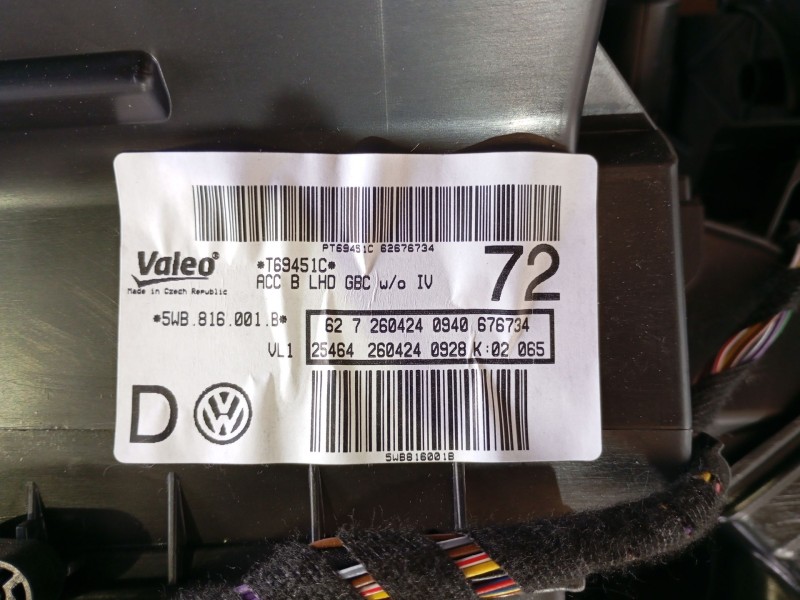 PT69451C 62676734
Valeo
Made in Czech Republic
*T69451C*
ACC B LHD GBC w/o IV
72
*5WB.816.001.B*
62 7 260424 0940 676734
VL1 25464 260424 0928 K:02 065
D
VW
5WB816001B